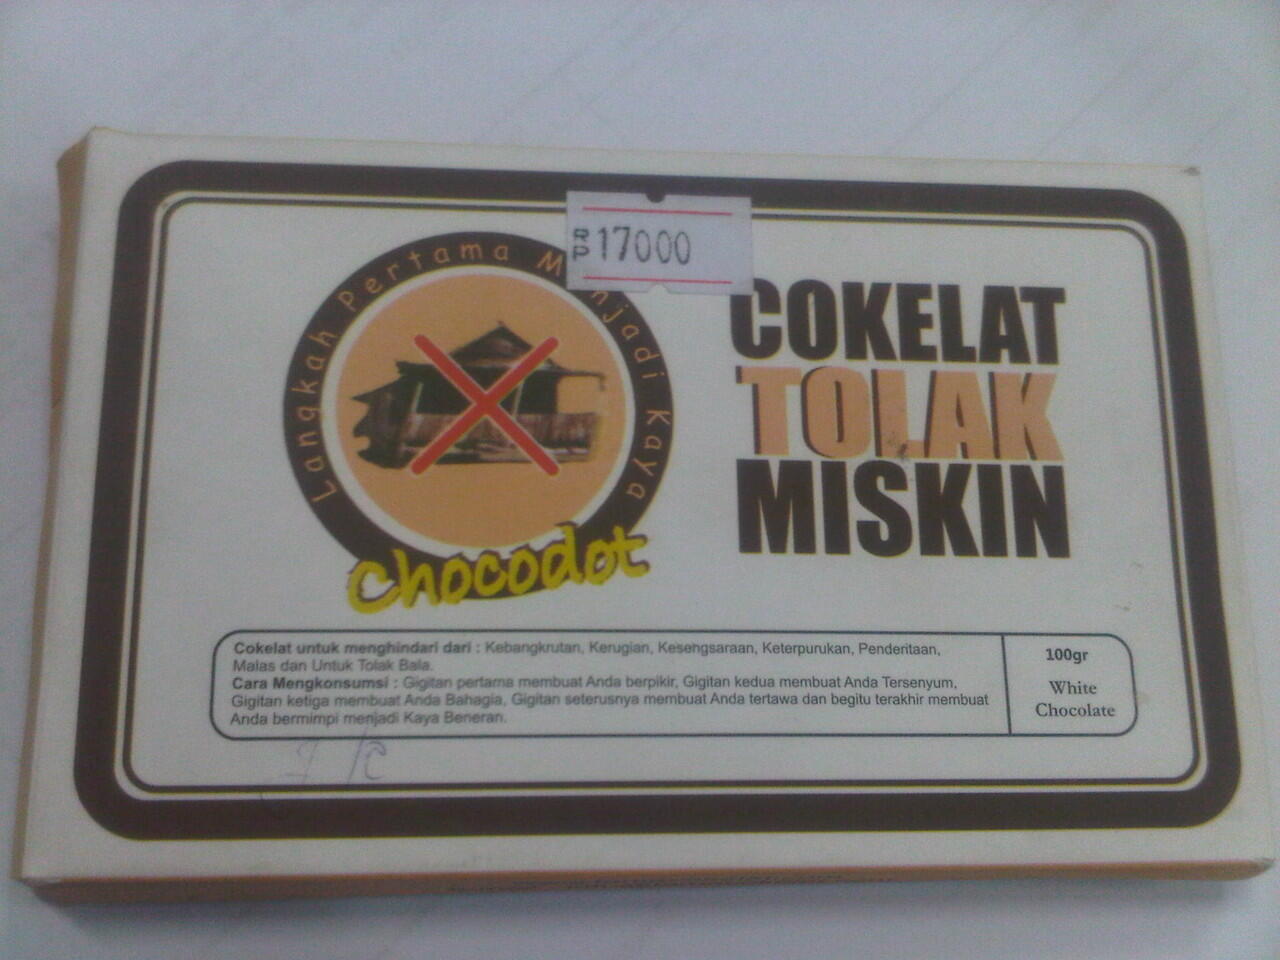 RP 17000
Langkah Pertama M njadi Kaya
chocodot
COKELAT
TOLAK
MISKIN
Cokelat untuk menghindari dari : Kebangkrutan, Kerugian, Kesengsaraan, Keterpurukan, Penderitaan,
Malas dan Untuk Tolak Bala.
Cara Mengkonsumsi : Gigitan pertama membuat Anda berpikir, Gigitan kedua membuat Anda Tersenyum,
Gigitan ketiga membuat Anda Bahagia, Gigitan seterusnya membuat Anda tertawa dan begitu terakhir membuat
Anda bermimpi menjadi Kaya Beneran.
100gr
White
Chocolate